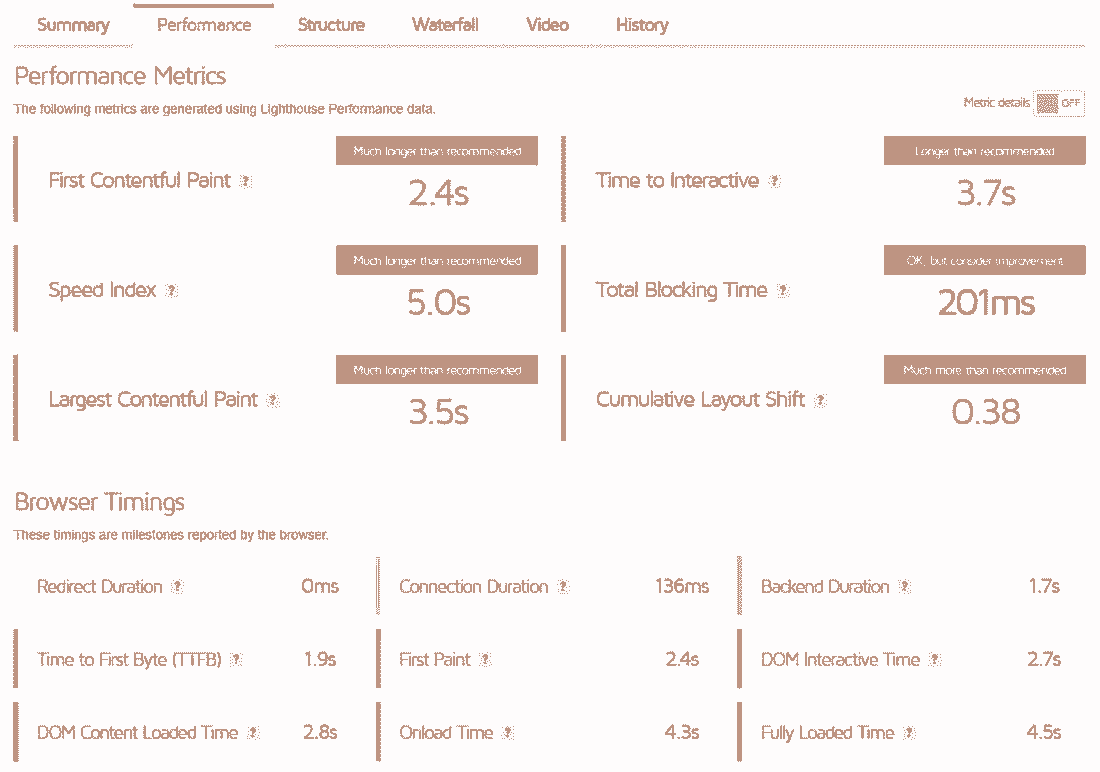 Summary Performance Structure Waterfall Video History
Performance Metrics
The following metrics are generated using Lighthouse Performance data.
Metric details OFF
Much longer than recommended
First Contentful Paint ?
2.4s
Longer than recommended
Time to Interactive ?
3.7s
Much longer than recommended
Speed Index ?
5.0s
OK, but consider improvement
Total Blocking Time ?
201ms
Much longer than recommended
Largest Contentful Paint ?
3.5s
Much more than recommended
Cumulative Layout Shift ?
0.38
Browser Timings
These timings are milestones reported by the browser.
Redirect Duration ? 0ms Connection Duration ? 136ms Backend Duration ? 1.7s
Time to First Byte (TTFB) ? 1.9s First Paint ? 2.4s DOM Interactive Time ? 2.7s
DOM Content Loaded Time ? 2.8s Onload Time ? 4.3s Fully Loaded Time ? 4.5s